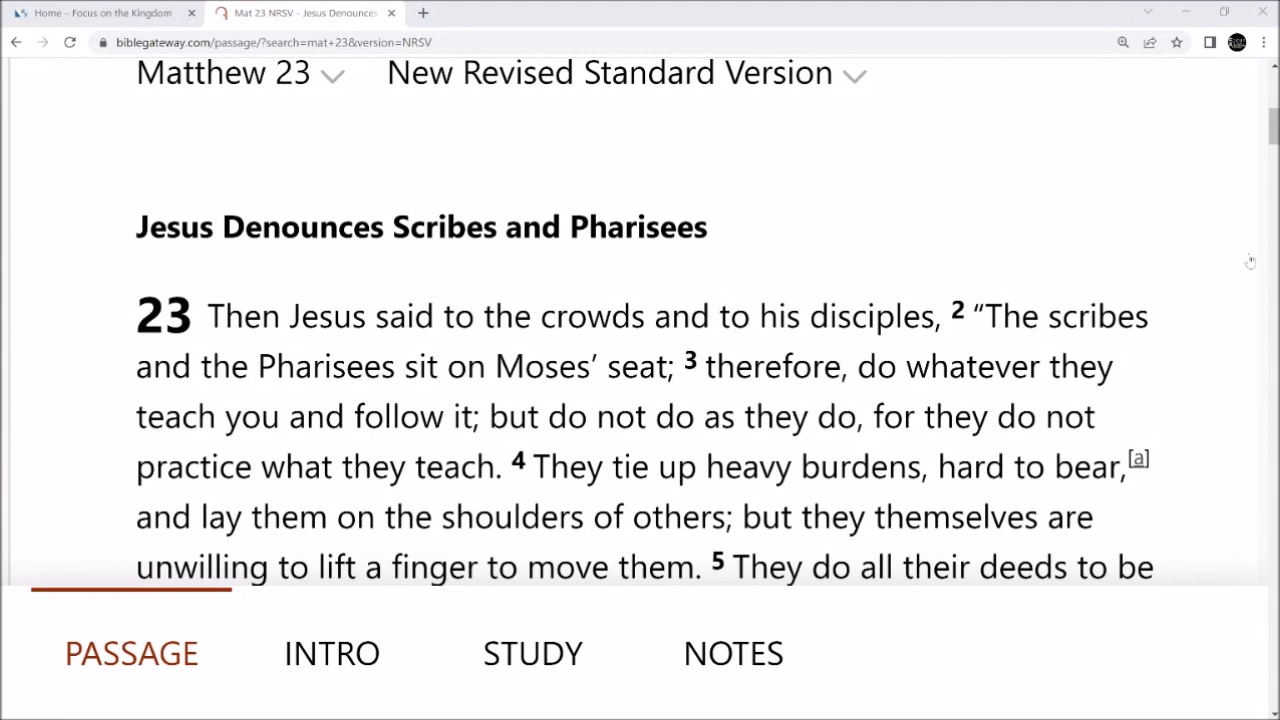 Home – Focus on the Kingdom
Mat 23 NRSV - Jesus Denounces
biblegateway.com/passage/?search=mat+23&version=NRSV
Matthew 23 New Revised Standard Version
Jesus Denounces Scribes and Pharisees
23 Then Jesus said to the crowds and to his disciples, 2 “The scribes
and the Pharisees sit on Moses’ seat; 3 therefore, do whatever they
teach you and follow it; but do not do as they do, for they do not
practice what they teach. 4 They tie up heavy burdens, hard to bear,[a]
and lay them on the shoulders of others; but they themselves are
unwilling to lift a finger to move them. 5 They do all their deeds to be
PASSAGE INTRO STUDY NOTES